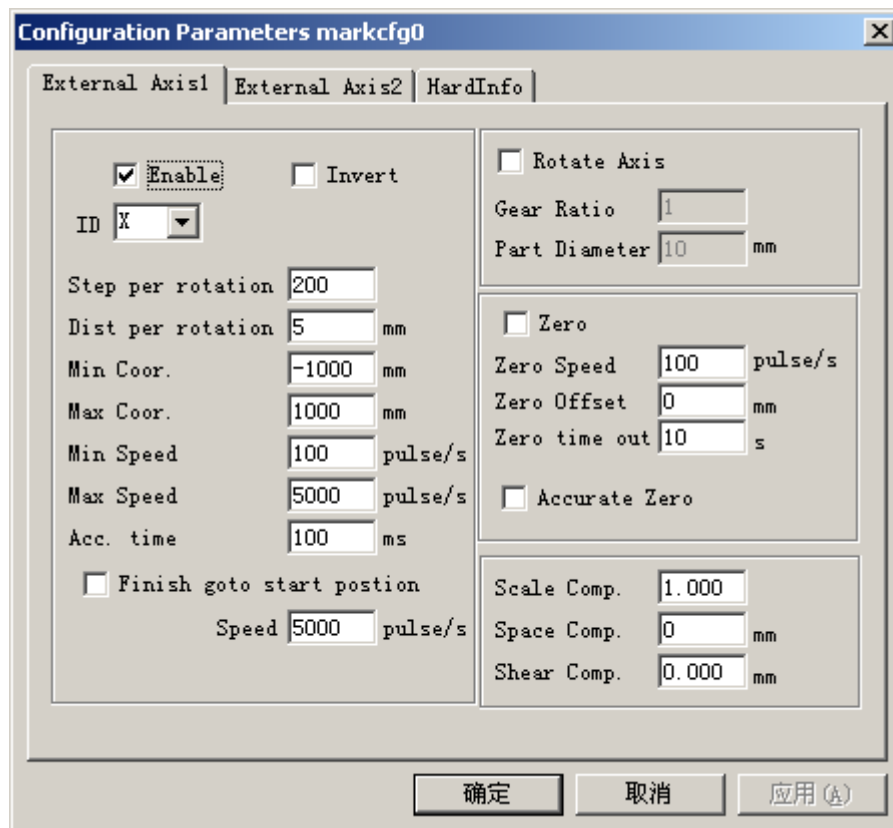 Configuration Parameters markcfg0
External Axis1 External Axis2 HardInfo
Enable Invert
ID X
Step per rotation 200
Dist per rotation 5 mm
Min Coor. -1000 mm
Max Coor. 1000 mm
Min Speed 100 pulse/s
Max Speed 5000 pulse/s
Acc. time 100 ms
Finish goto start postion
Speed 5000 pulse/s
Rotate Axis
Gear Ratio 1
Part Diameter 10 mm
Zero
Zero Speed 100 pulse/s
Zero Offset 0 mm
Zero time out 10 s
Accurate Zero
Scale Comp. 1.000
Space Comp. 0 mm
Shear Comp. 0.000 mm
确定 取消 应用(A)